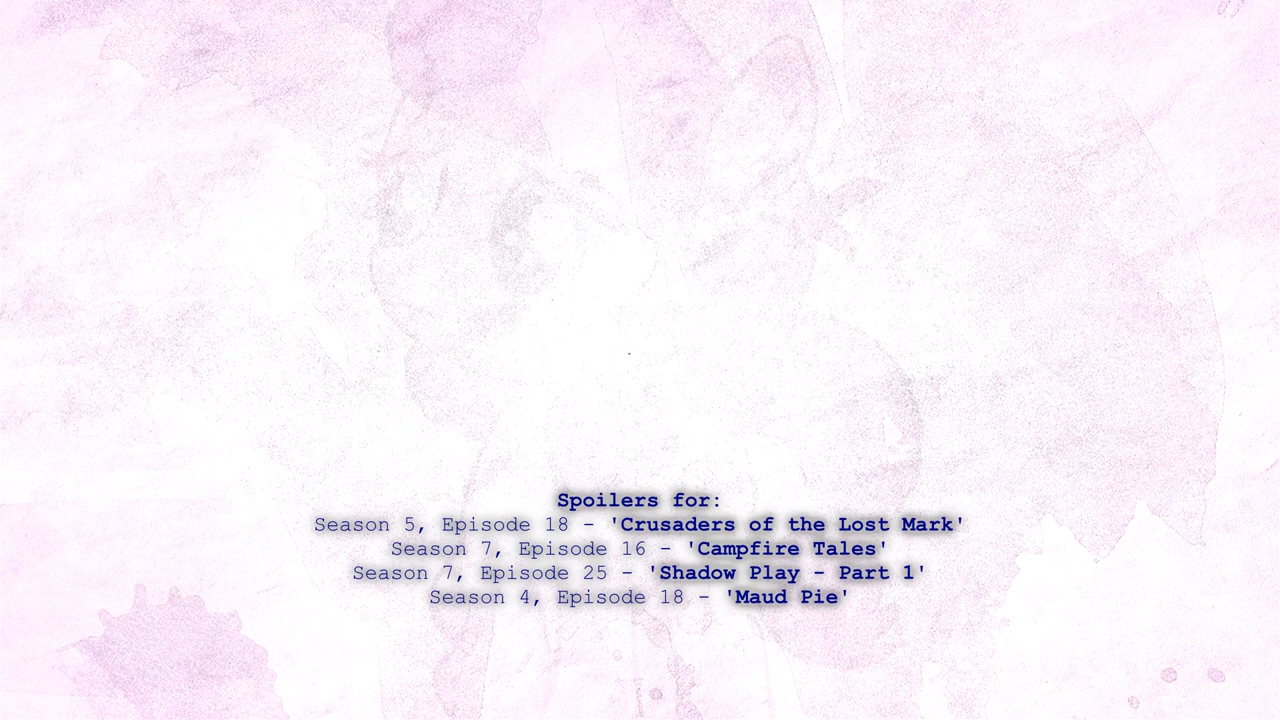 Spoilers for:
Season 5, Episode 18 - 'Crusaders of the Lost Mark'
Season 7, Episode 16 - 'Campfire Tales'
Season 7, Episode 25 - 'Shadow Play - Part 1'
Season 4, Episode 18 - 'Maud Pie'